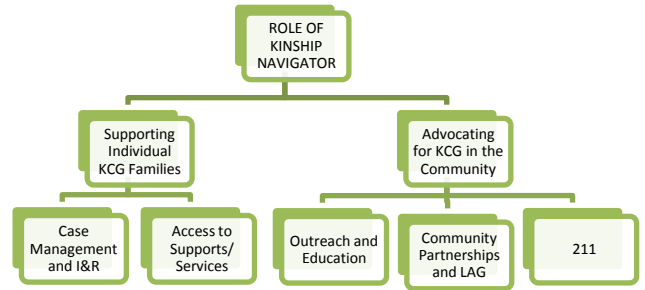 ROLE OF
KINSHIP
NAVIGATOR
Supporting
Individual
KCG Families
Advocating
for KCG in the
Community
Case
Management
and I&R
Access to
Supports/
Services
Outreach and
Education
Community
Partnerships
and LAG
211